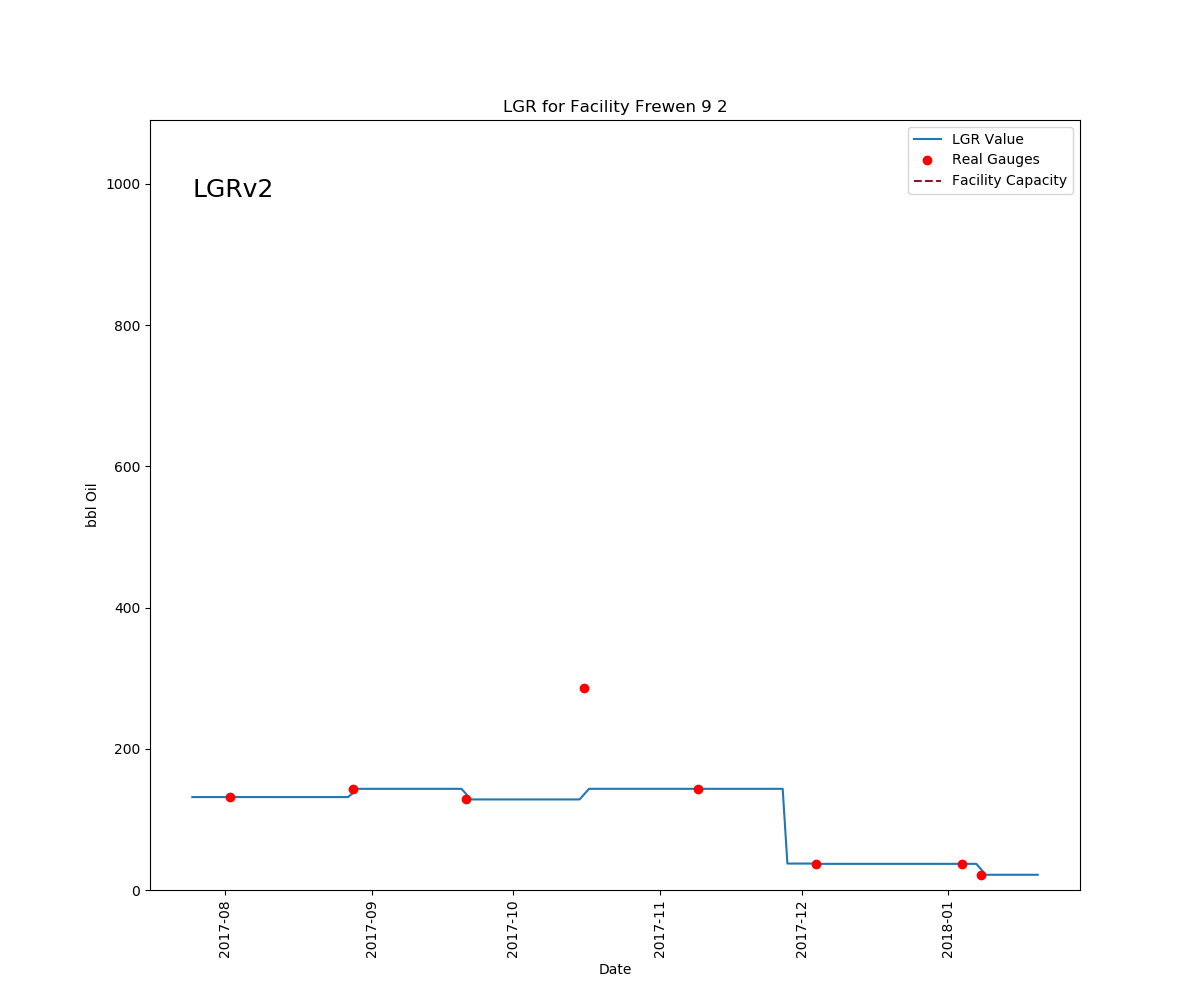 LGR for Facility Frewen 9 2
LGR Value
Real Gauges
Facility Capacity
LGRv2
1000
800
600
400
200
0
bbl Oil
2017-08
2017-09
2017-10
2017-11
2017-12
2018-01
Date